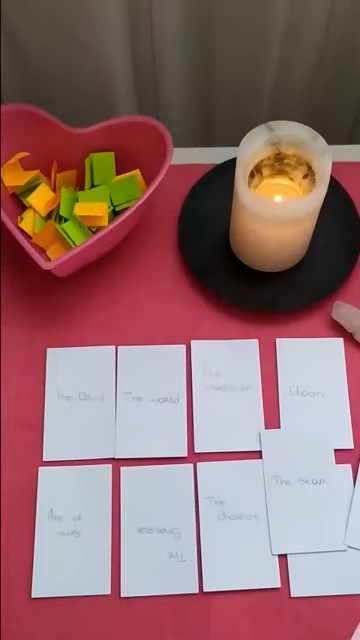 The Devil
The world
The
magician
Moon
The Star
Ace of
cups
The
Emperor
The
chariot